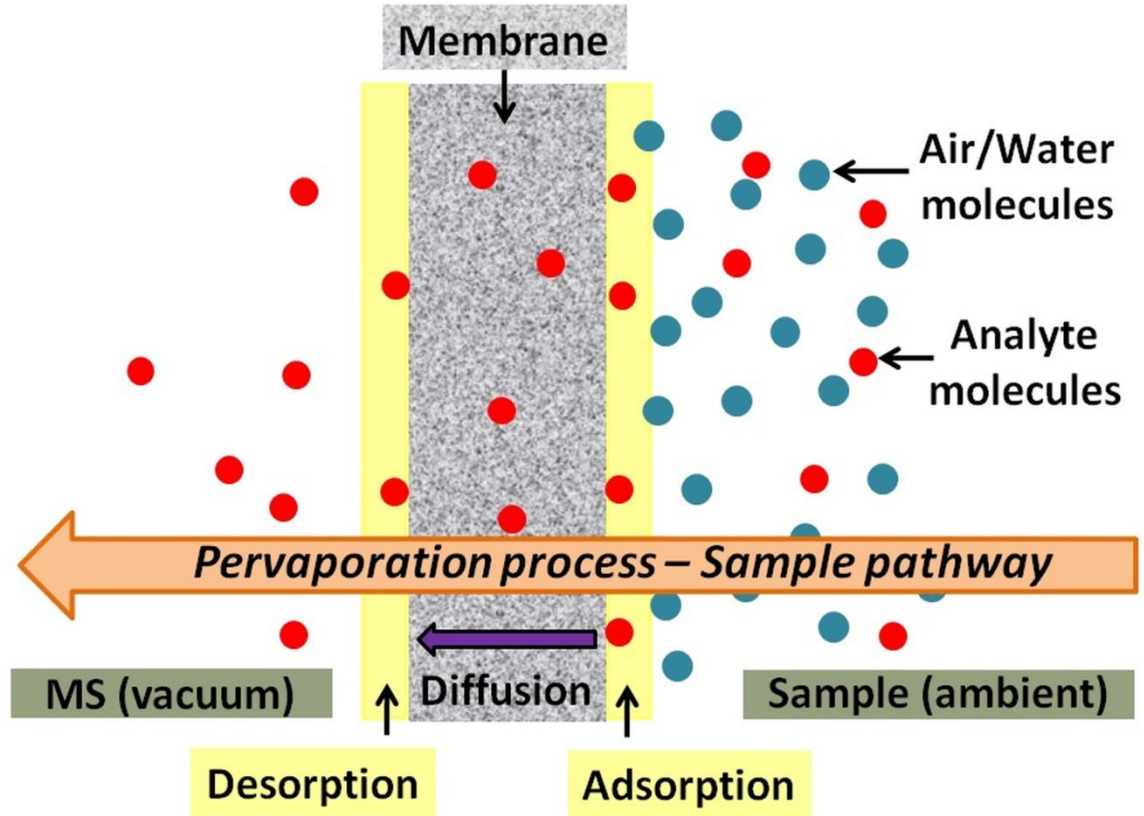 Membrane
Air/Water
molecules
Analyte
molecules
Pervaporation process – Sample pathway
MS (vacuum)
Diffusion
Sample (ambient)
Desorption
Adsorption